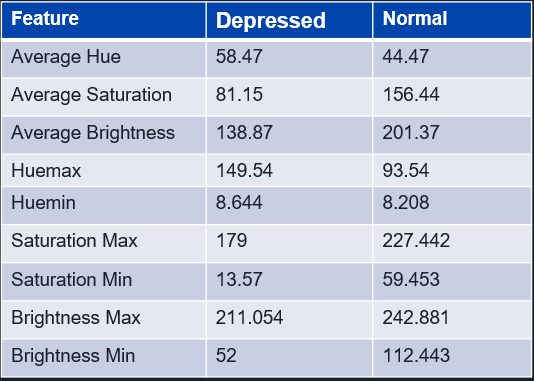 Feature Depressed Normal
Average Hue 58.47 44.47
Average Saturation 81.15 156.44
Average Brightness 138.87 201.37
Huemax 149.54 93.54
Huemin 8.644 8.208
Saturation Max 179 227.442
Saturation Min 13.57 59.453
Brightness Max 211.054 242.881
Brightness Min 52 112.443